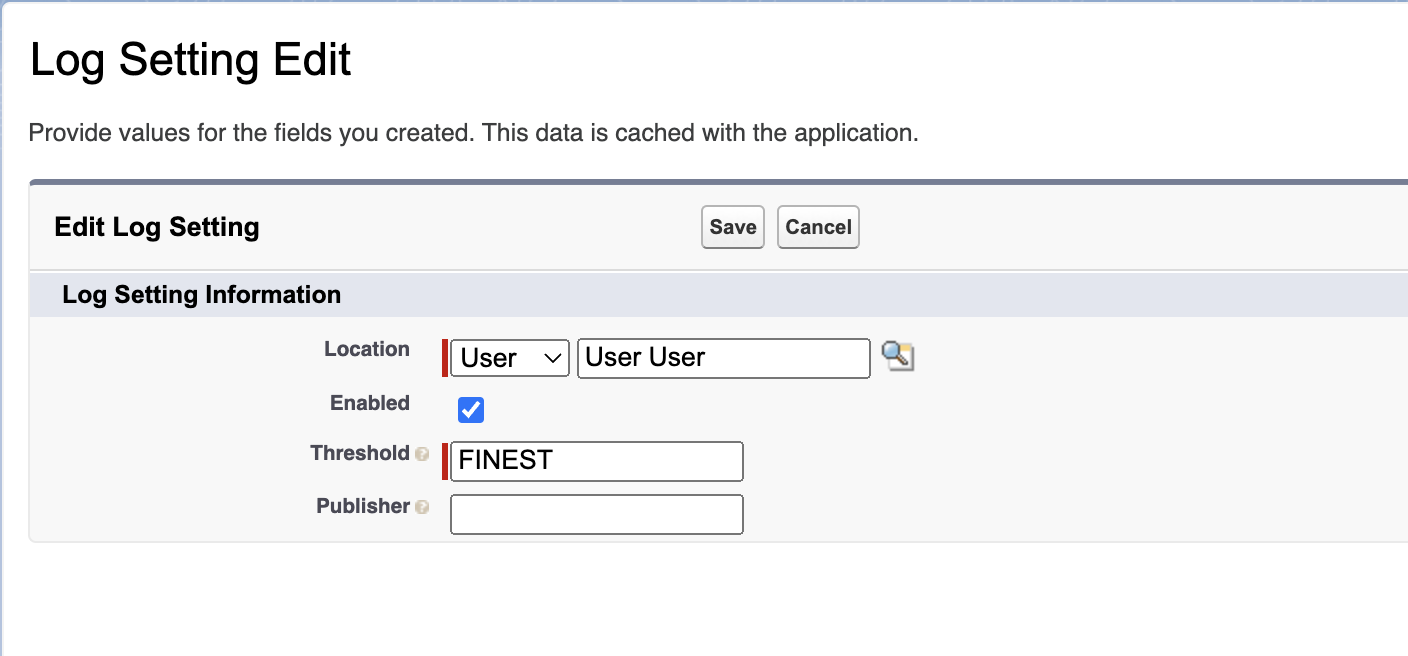 Log Setting Edit
Provide values for the fields you created. This data is cached with the application.
Edit Log Setting Save Cancel
Log Setting Information
Location User User User
Enabled
Threshold ? FINEST
Publisher ?